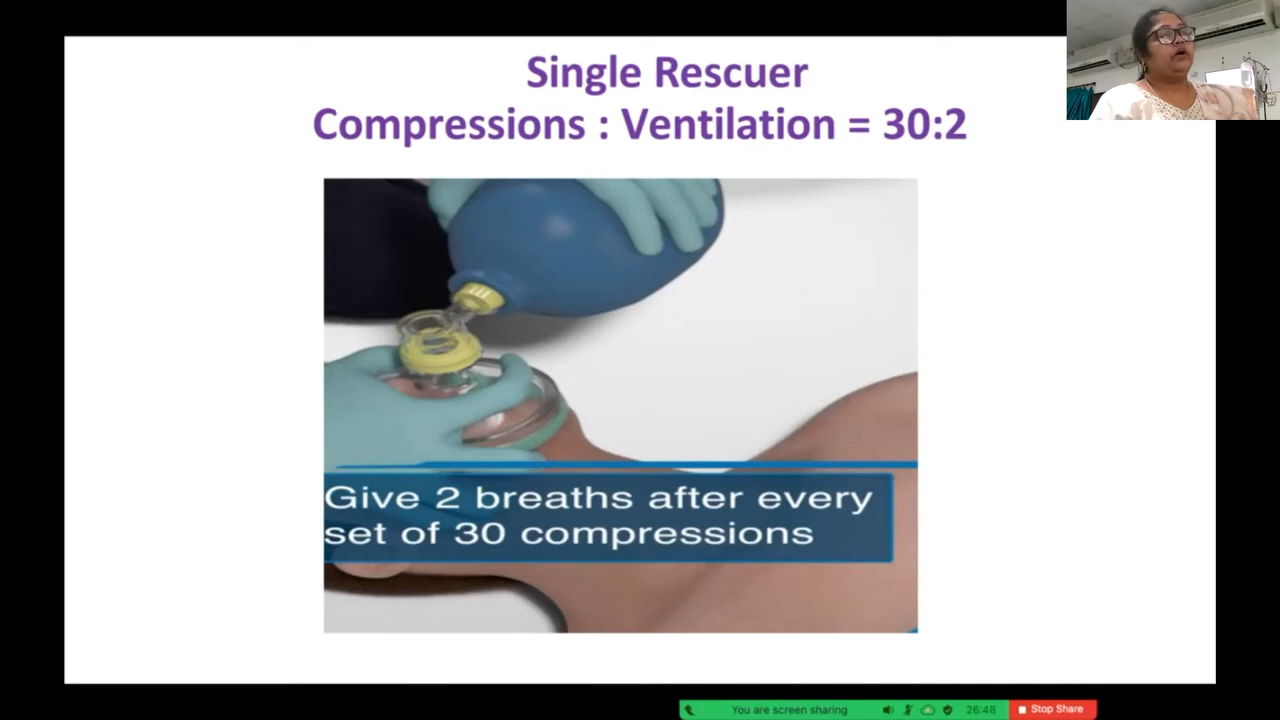 Single Rescuer
Compressions : Ventilation = 30:2
Give 2 breaths after every
set of 30 compressions
You are screen sharing
26:48
Stop Share